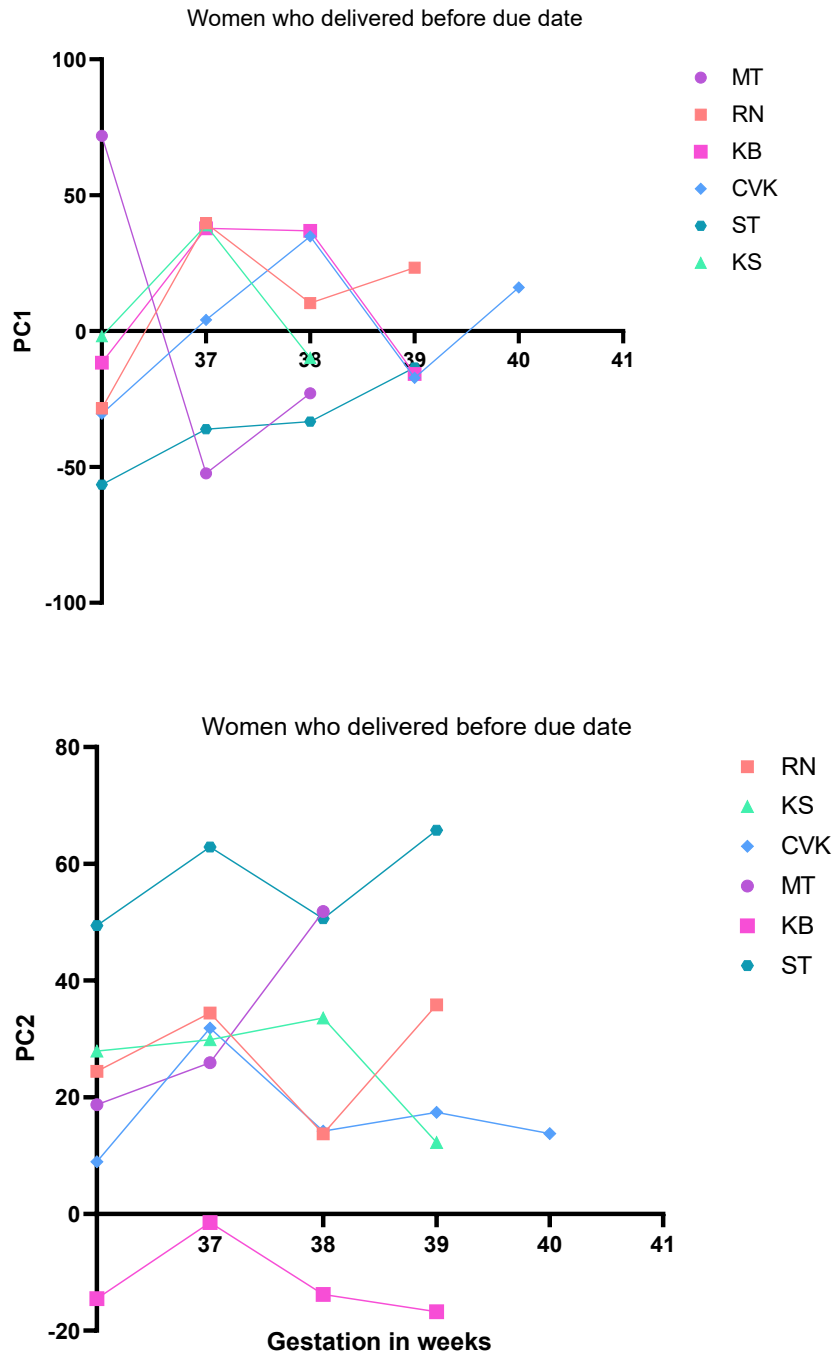 Women who delivered before due date
100
50
0
-50
-100
PC1
37
38
39
40
41
MT
RN
KB
CVK
ST
KS
Women who delivered before due date
80
60
40
20
0
-20
PC2
37
38
39
40
41
Gestation in weeks
RN
KS
CVK
MT
KB
ST